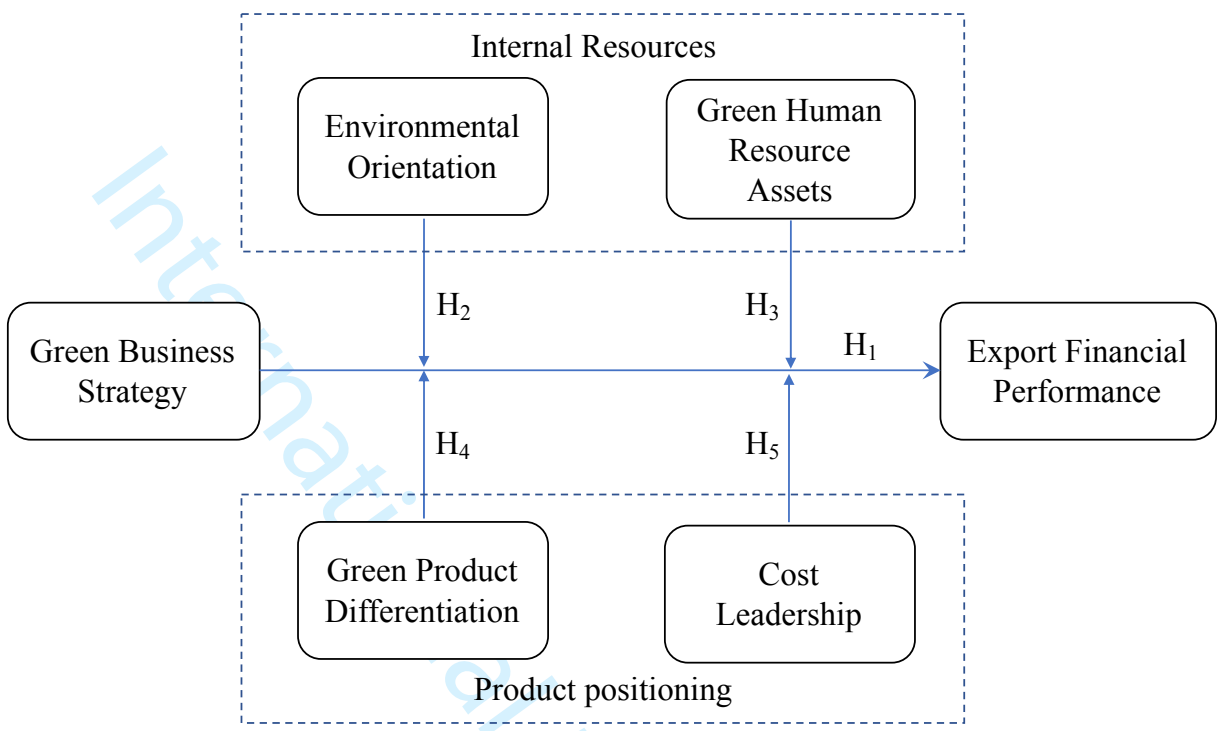 Internal Resources
Environmental
Orientation
Green Human
Resource
Assets
H₂
H₃
Green Business
Strategy
H₁
Export Financial
Performance
H₄
H₅
Green Product
Differentiation
Cost
Leadership
Product positioning
International